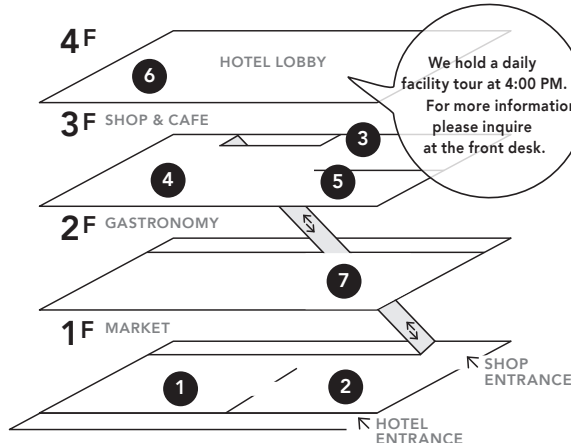 4F
HOTEL LOBBY
6
We hold a daily
facility tour at 4:00 PM.
For more information
please inquire
at the front desk.
3F SHOP & CAFE
3
4
5
2F GASTRONOMY
7
1F MARKET
1
2
SHOP
ENTRANCE
HOTEL
ENTRANCE